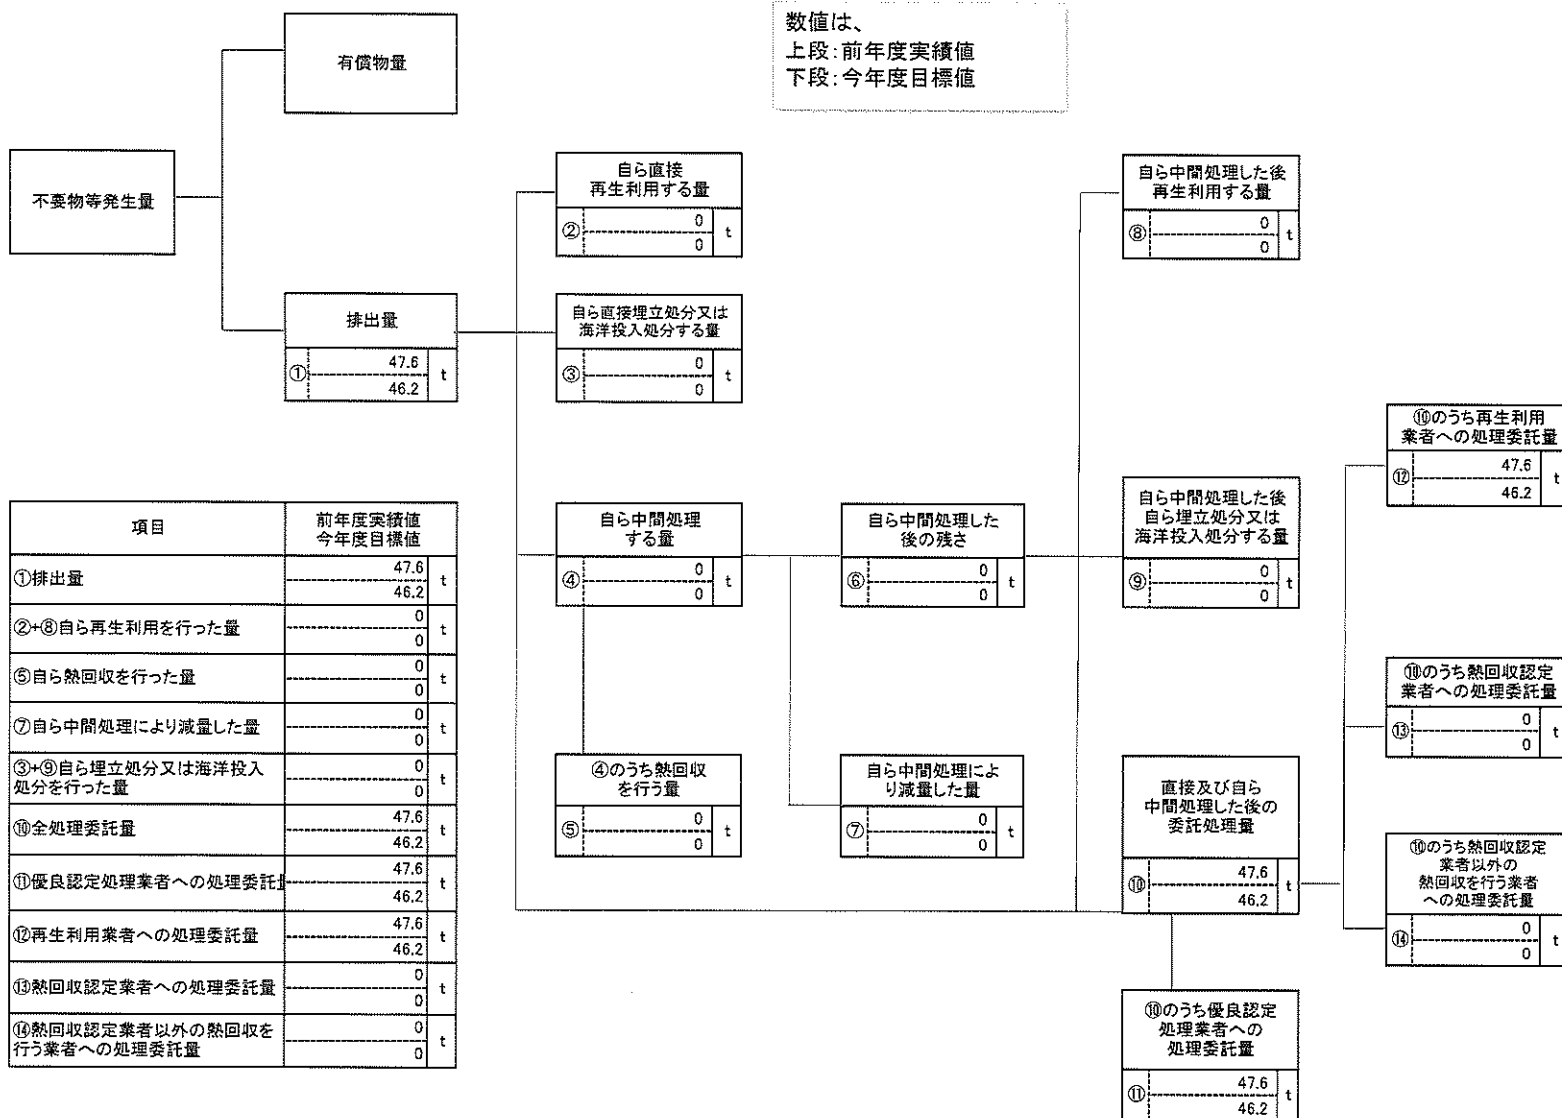 数値は、
上段:前年度実績値
下段:今年度目標値
有償物量
不要物等発生量
排出量
①
47.6
46.2
t
自ら直接
再生利用する量
②
0
0
t
自ら直接埋立処分又は
海洋投入処分する量
③
0
0
t
自ら中間処理した後
再生利用する量
⑧
0
0
t
⑩のうち再生利用
業者への処理委託量
⑫
47.6
46.2
t
自ら中間処理
する量
④
0
0
t
自ら中間処理した
後の残さ
⑥
0
0
t
自ら中間処理した後
自ら埋立処分又は
海洋投入処分する量
⑨
0
0
t
⑩のうち熱回収認定
業者への処理委託量
⑬
0
0
t
④のうち熱回収
を行う量
⑤
0
0
t
自ら中間処理によ
り減量した量
⑦
0
0
t
直接及び自ら
中間処理した後の
委託処理量
⑩
47.6
46.2
t
⑩のうち熱回収認定
業者以外の
熱回収を行う業者
への処理委託量
⑭
0
0
t
⑩のうち優良認定
処理業者への
処理委託量
⑪
47.6
46.2
t
項目
前年度実績値
今年度目標値
①排出量
47.6
46.2
t
②+⑧自ら再生利用を行った量
0
0
t
⑤自ら熱回収を行った量
0
0
t
⑦自ら中間処理により減量した量
0
0
t
③+⑨自ら埋立処分又は海洋投入
処分を行った量
0
0
t
⑩全処理委託量
47.6
46.2
t
⑪優良認定処理業者への処理委託
47.6
46.2
t
⑫再生利用業者への処理委託量
47.6
46.2
t
⑬熱回収認定業者への処理委託量
0
0
t
⑭熱回収認定業者以外の熱回収を
行う業者への処理委託量
0
0
t